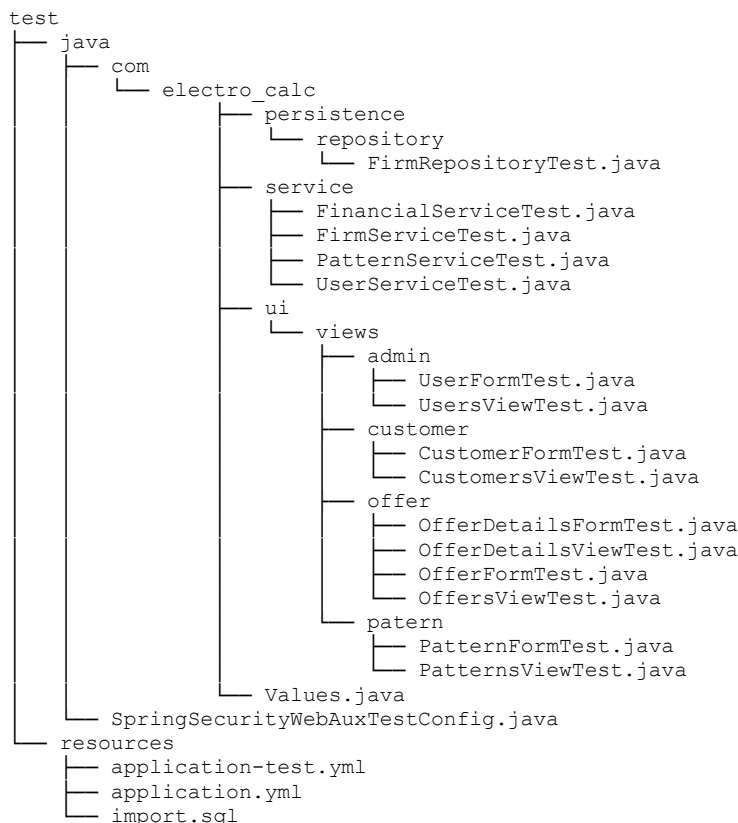 test
java
com
electro_calc
persistence
repository
FirmRepositoryTest.java
service
FinancialServiceTest.java
FirmServiceTest.java
PatternServiceTest.java
UserServiceTest.java
ui
views
admin
UserFormTest.java
UsersViewTest.java
customer
CustomerFormTest.java
CustomersViewTest.java
offer
OfferDetailsFormTest.java
OfferDetailsViewTest.java
OfferFormTest.java
OffersViewTest.java
patern
PatternFormTest.java
PatternsViewTest.java
Values.java
SpringSecurityWebAuxTestConfig.java
resources
application-test.yml
application.yml
import.sql